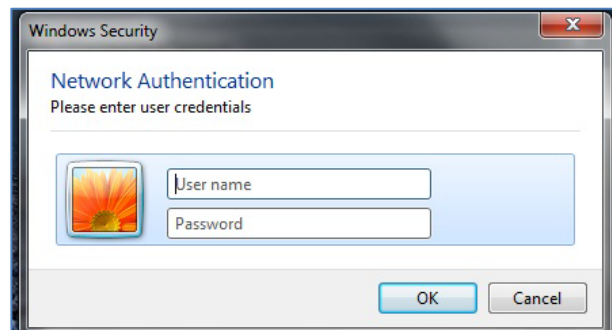 Windows Security
Network Authentication
Please enter user credentials
User name
Password
OK
Cancel